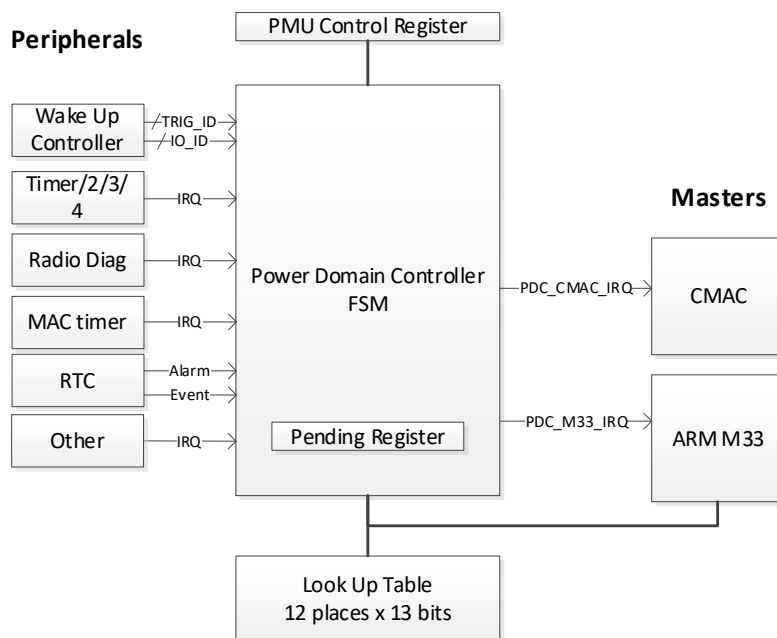 PMU Control Register
Peripherals
Wake Up
Controller
TRIG_ID
IO_ID
Timer/2/3/
4
IRQ
Radio Diag
IRQ
MAC timer
IRQ
RTC
Alarm
Event
Other
IRQ
Power Domain Controller
FSM
Pending Register
Masters
PDC_CMAC_IRQ
CMAC
PDC_M33_IRQ
ARM M33
Look Up Table
12 places x 13 bits